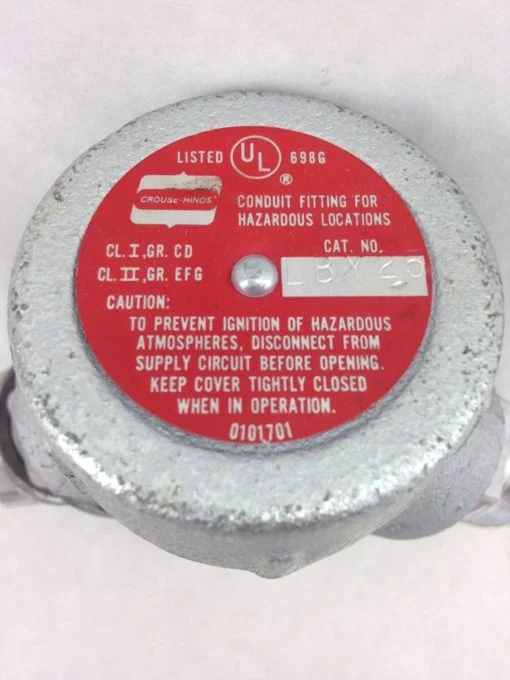 LISTED UL 698G
®
CROUSE-HINDS
CONDUIT FITTING FOR
HAZARDOUS LOCATIONS
CL. I, GR. CD
CL. II, GR. EFG
CAT. NO.
LBY25
CAUTION:
TO PREVENT IGNITION OF HAZARDOUS
ATMOSPHERES, DISCONNECT FROM
SUPPLY CIRCUIT BEFORE OPENING.
KEEP COVER TIGHTLY CLOSED
WHEN IN OPERATION.
0101701